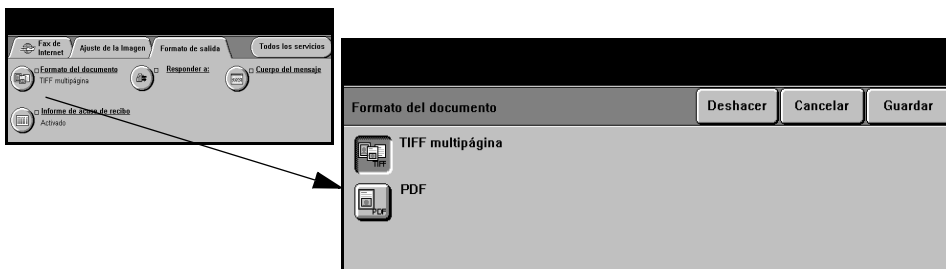 Fax de Internet
Ajuste de la Imagen
Formato de salida
Todos los servicios
Formato del documento
TIFF multipágina
Responder a:
Cuerpo del mensaje
Informe de acuse de recibo
Activado
Formato del documento
Deshacer
Cancelar
Guardar
TIFF multipágina
TIFF
PDF
PDF